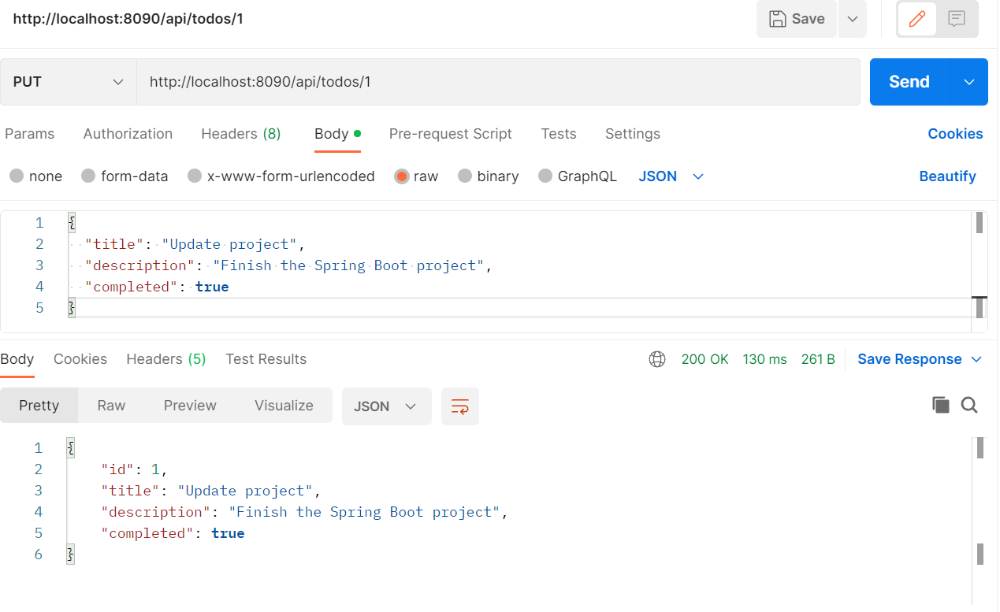 http://localhost:8090/api/todos/1 Save
PUT http://localhost:8090/api/todos/1 Send
Params Authorization Headers (8) Body Pre-request Script Tests Settings Cookies
none form-data x-www-form-urlencoded raw binary GraphQL JSON Beautify
1 {
2 "title": "Update project",
3 "description": "Finish the Spring Boot project",
4 "completed": true
5 }
Body Cookies Headers (5) Test Results 200 OK 130 ms 261 B Save Response
Pretty Raw Preview Visualize JSON
1 {
2 "id": 1,
3 "title": "Update project",
4 "description": "Finish the Spring Boot project",
5 "completed": true
6 }